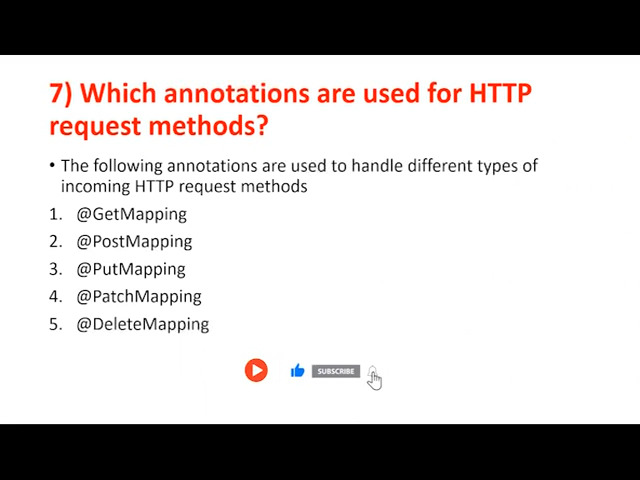 7) Which annotations are used for HTTP
request methods?
• The following annotations are used to handle different types of
incoming HTTP request methods
1. @GetMapping
2. @PostMapping
3. @PutMapping
4. @PatchMapping
5. @DeleteMapping
SUBSCRIBE